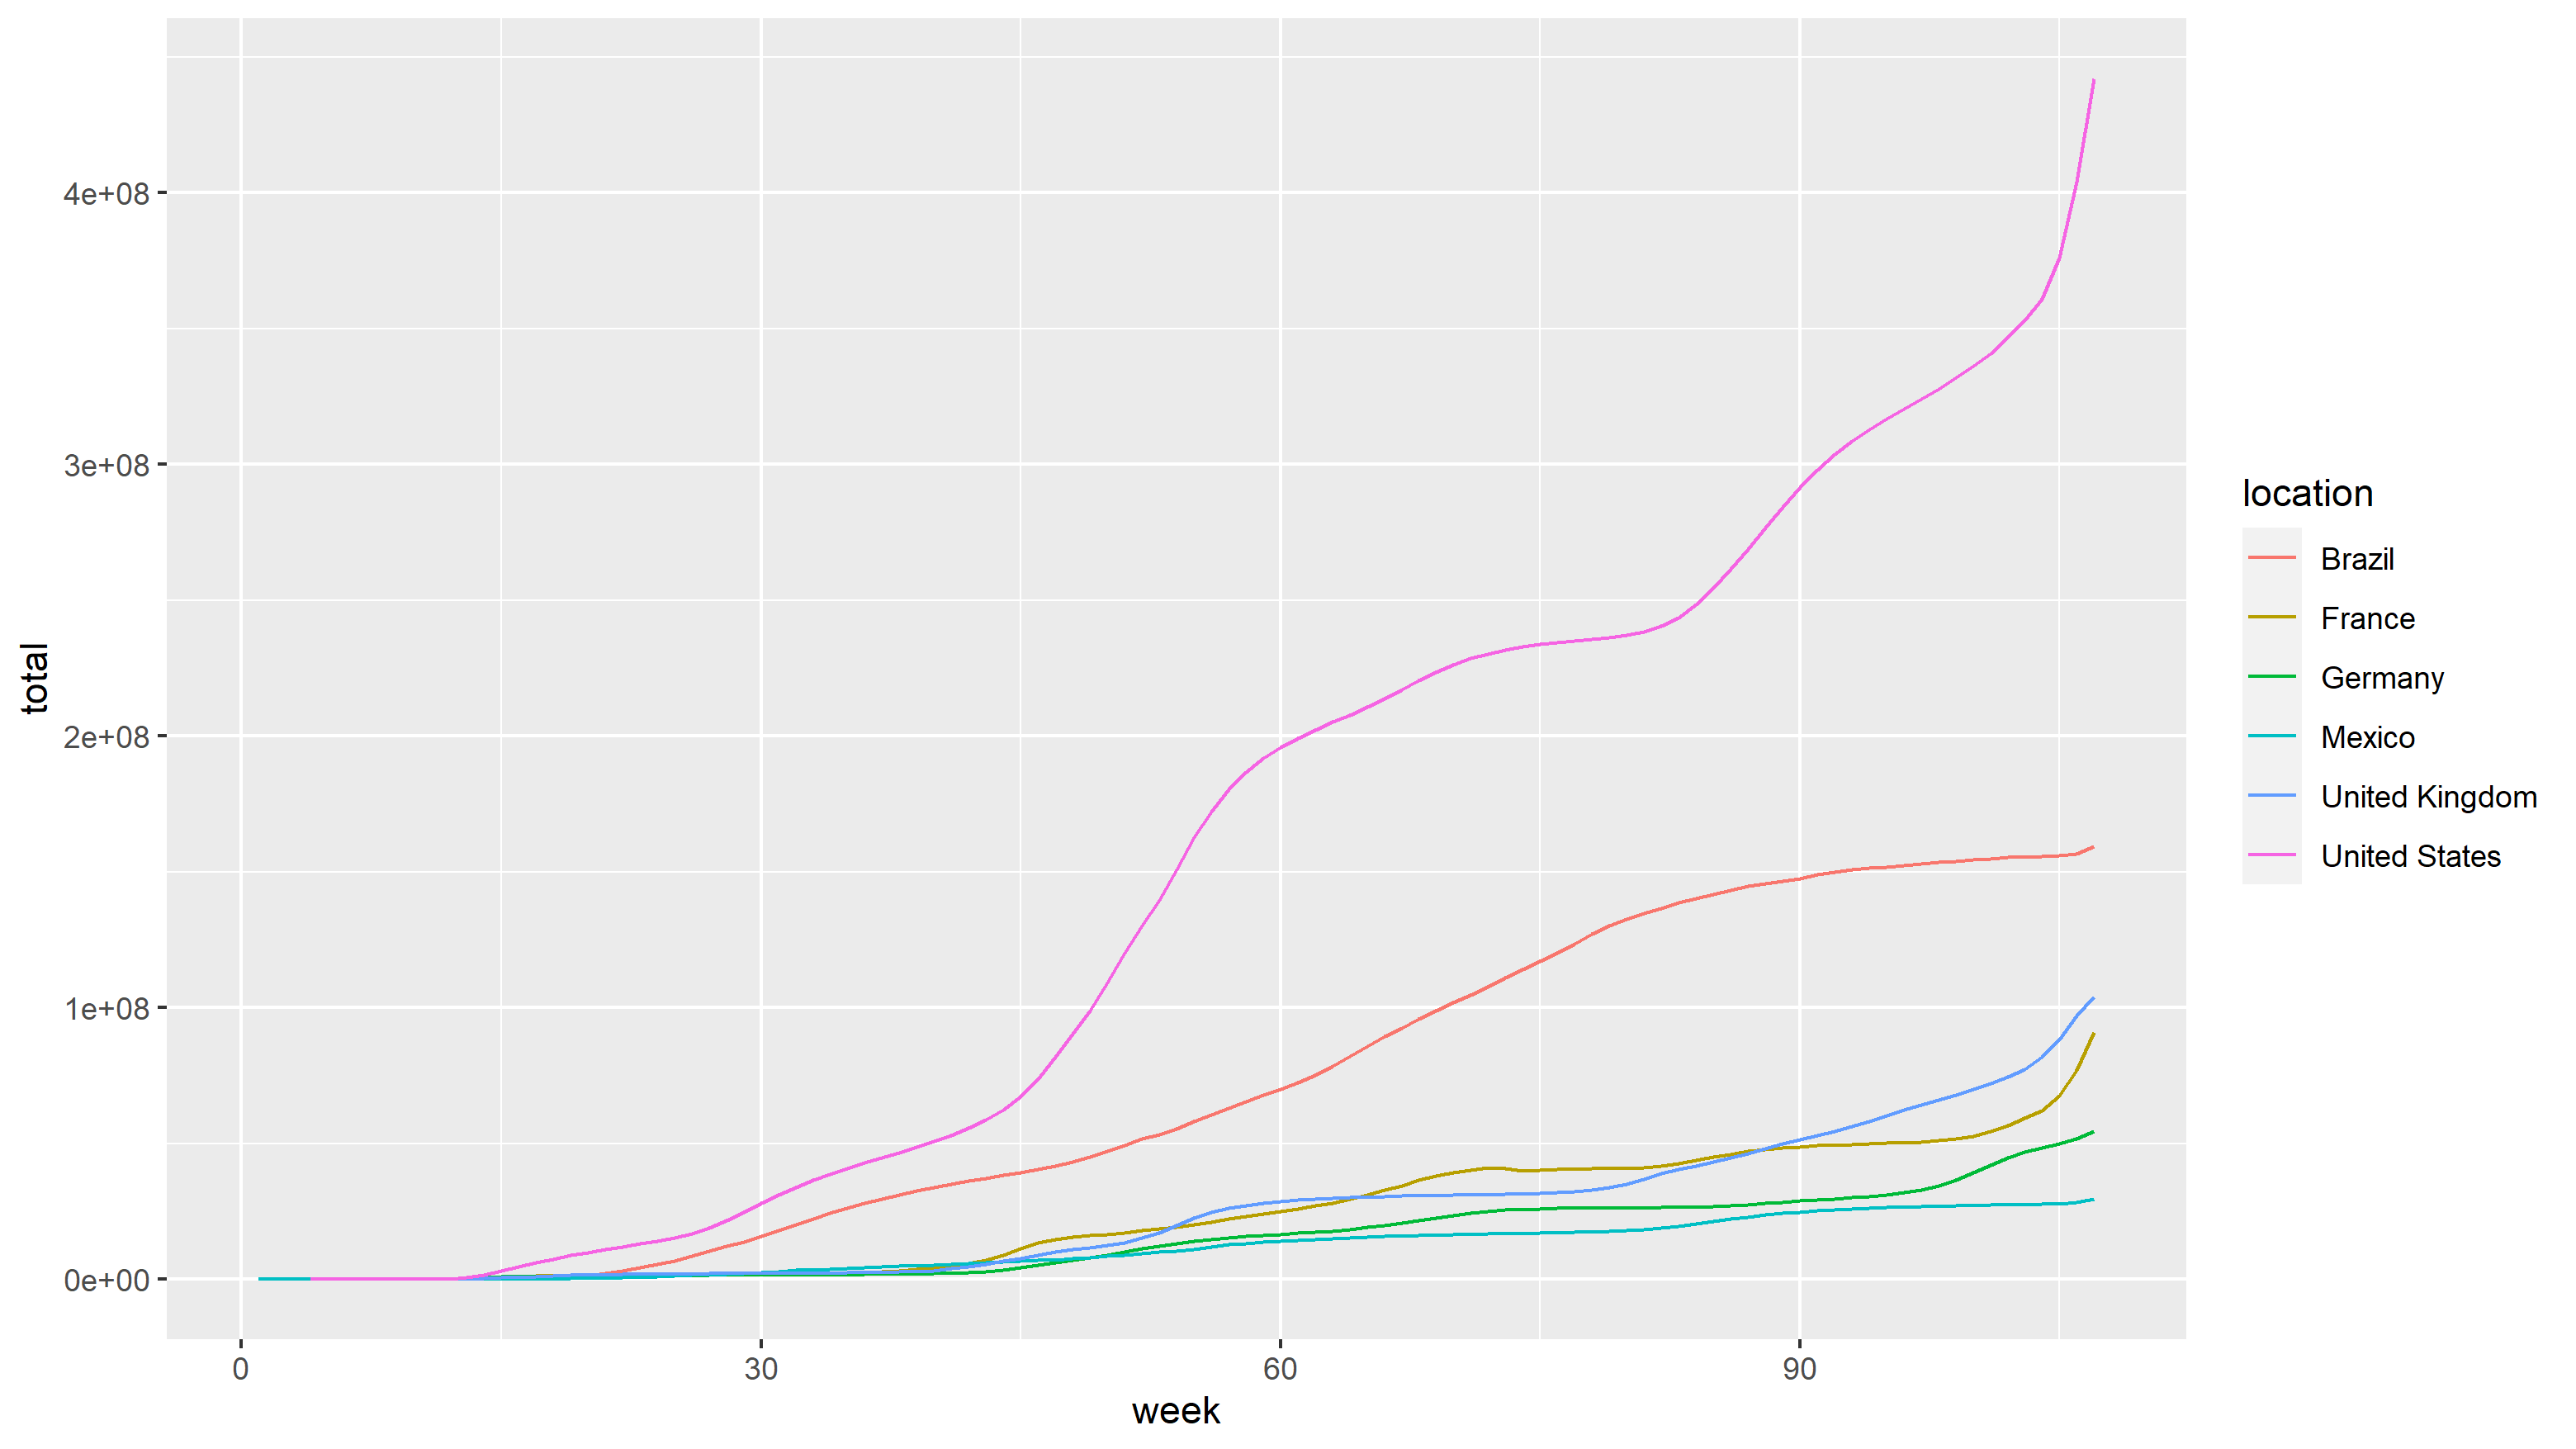 4e+08
3e+08
2e+08
1e+08
0e+00
total
0
30
60
90
week
location
Brazil
France
Germany
Mexico
United Kingdom
United States